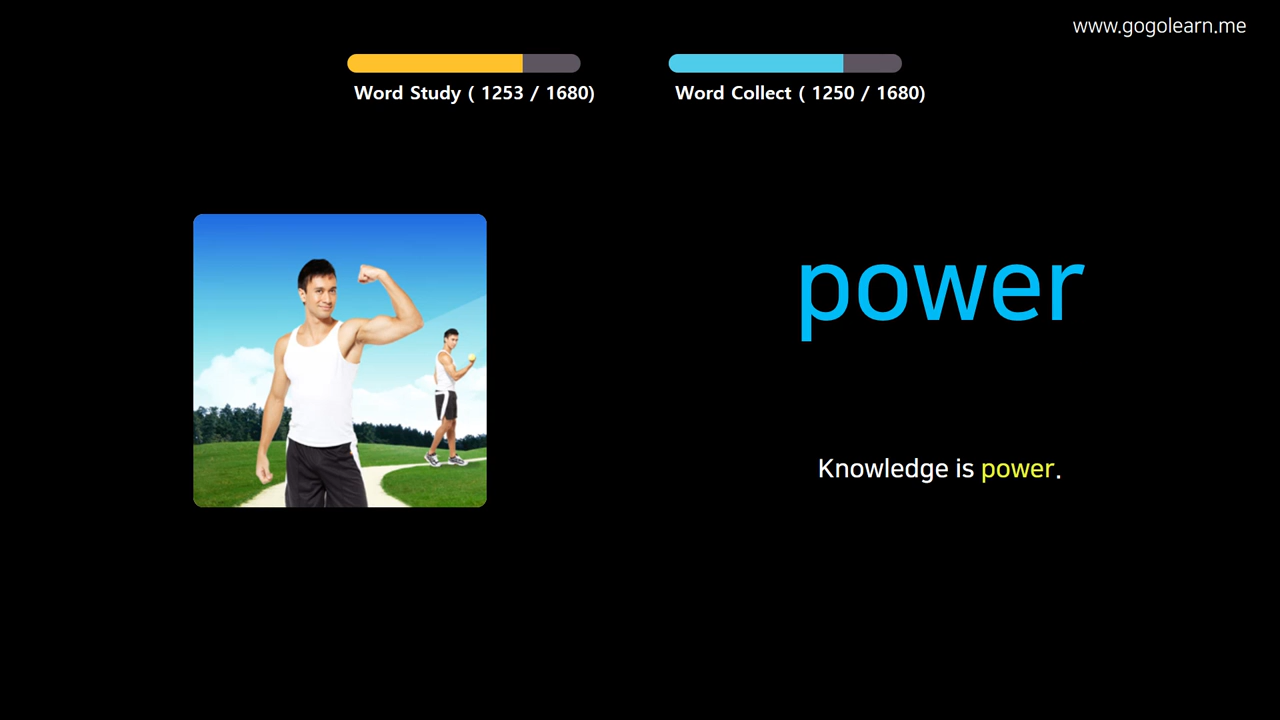 www.gogolearn.me
Word Study ( 1253 / 1680)
Word Collect ( 1250 / 1680)
power
Knowledge is power.